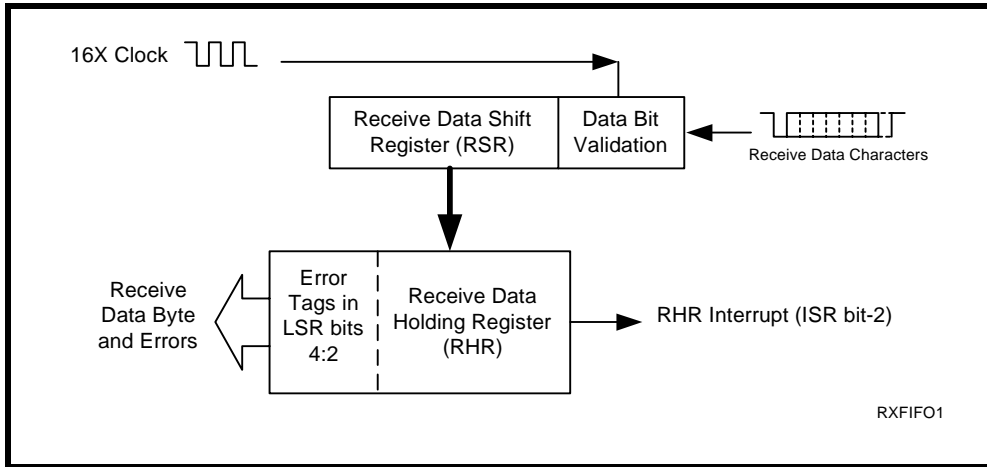 16X Clock
Receive Data Shift
Register (RSR)
Data Bit
Validation
Receive Data Characters
Receive
Data Byte
and Errors
Error
Tags in
LSR bits
4:2
Receive Data
Holding Register
(RHR)
RHR Interrupt (ISR bit-2)
RXFIFO1